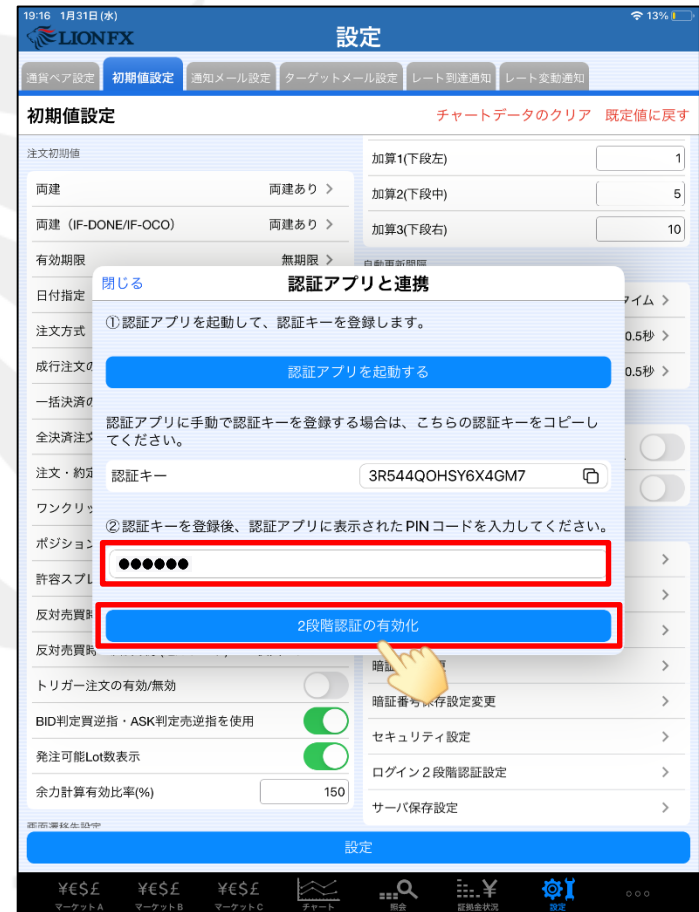 19:16 1月31日(水)
13%
LIONFX
設定
通貨ペア設定
初期値設定
通知メール設定
ターゲットメール設定
レート到達通知
レート変動通知
初期値設定
チャートデータのクリア 既定値に戻す
注文初期値
両建 両建あり >
両建（IF-DONE/IF-OCO） 両建あり >
有効期限 無期限 >
日付指定
注文方式
成行注文の
一括決済の
全決済注文
注文・約定
ワンクリッ
ポジション
許容スプレ
反対売買時
反対売買時
トリガー注文の有効/無効
BID判定買逆指・ASK判定売逆指を使用
発注可能Lot数表示
余力計算有効比率(%) 150
画面遷移先設定
加算1(下段左) 1
加算2(下段中) 5
加算3(下段右) 10
自動更新間隔
タイム >
0.5秒 >
0.5秒 >
閉じる
認証アプリと連携
①認証アプリを起動して、認証キーを登録します。
認証アプリを起動する
認証アプリに手動で認証キーを登録する場合は、こちらの認証キーをコピーし
てください。
認証キー 3R544QOHSY6X4GM7
②認証キーを登録後、認証アプリに表示されたPINコードを入力してください。
●●●●●●
2段階認証の有効化
暗証番号保存設定変更 >
セキュリティ設定 >
ログイン２段階認証設定 >
サーバ保存設定 >
設定
¥€$£ ¥€$£ ¥€$£
マーケットA マーケットB マーケットC チャート 照会 証拠金状況 設定